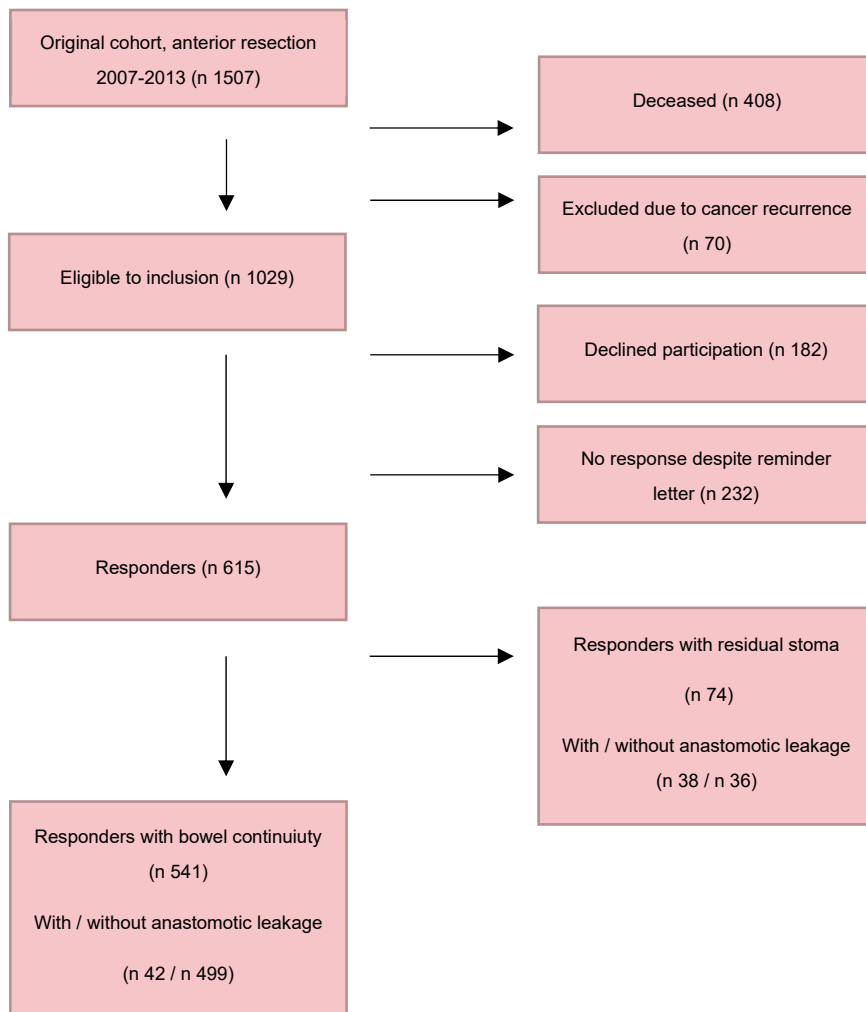 Original cohort, anterior resection
2007-2013 (n 1507)
Deceased (n 408)
Excluded due to cancer recurrence
(n 70)
Eligible to inclusion (n 1029)
Declined participation (n 182)
No response despite reminder
letter (n 232)
Responders (n 615)
Responders with residual stoma
(n 74)
With / without anastomotic leakage
(n 38 / n 36)
Responders with bowel continuiuty
(n 541)
With / without anastomotic leakage
(n 42 / n 499)